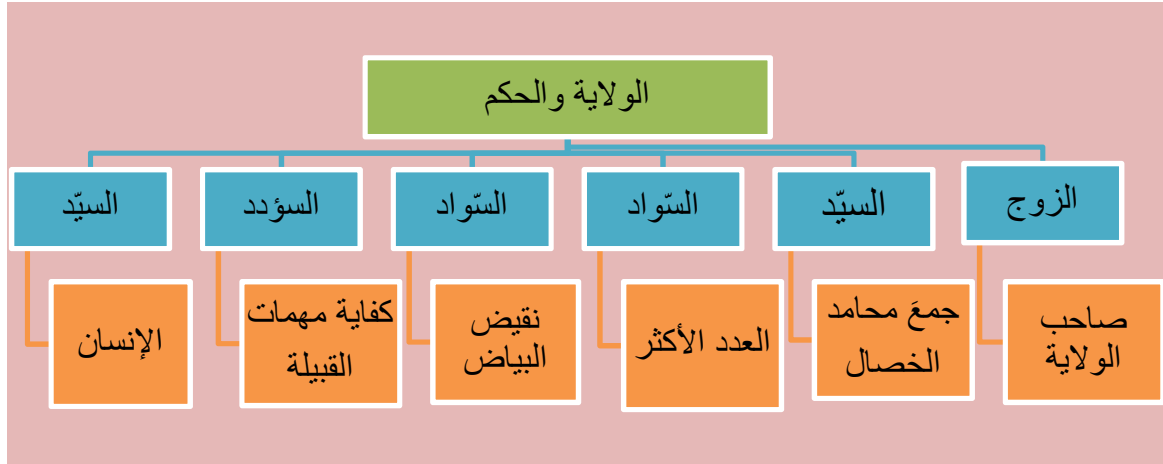 الولاية والحكم
الزوج
السيّد
السّواد
السّواد
السؤدد
السيّد
صاحب
الولاية
جمعَ محامد
الخصال
العدد الأكثر
نقيض
البياض
كفاية مهمات
القبيلة
الإنسان